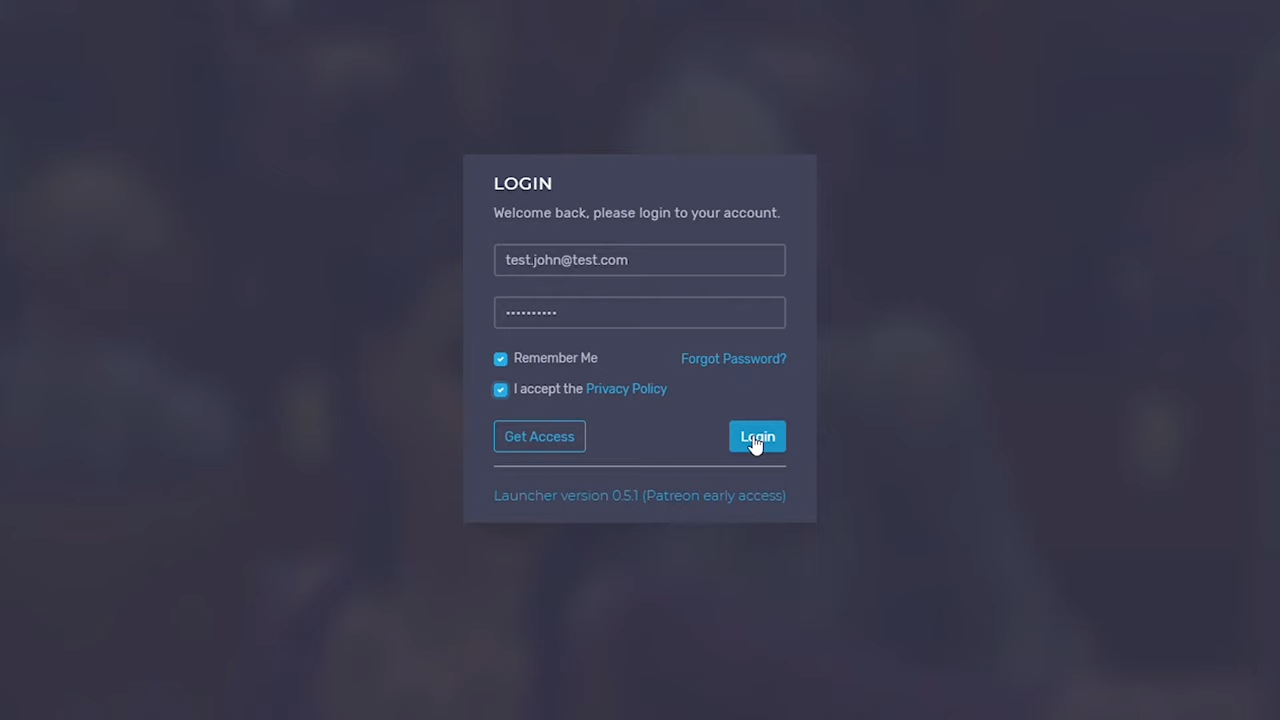 LOGIN
Welcome back, please login to your account.
test.john@test.com
••••••••••
Remember Me
Forgot Password?
I accept the Privacy Policy
Get Access
Login
Launcher version 0.5.1 (Patreon early access)